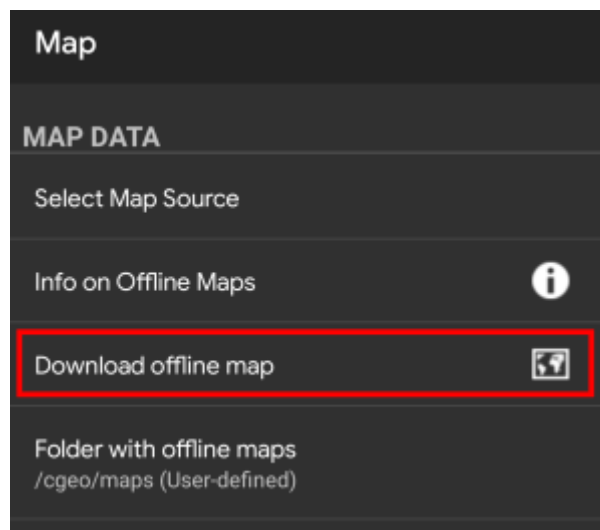 Map
MAP DATA
Select Map Source
Info on Offline Maps
Download offline map
Folder with offline maps
/cgeo/maps (User-defined)